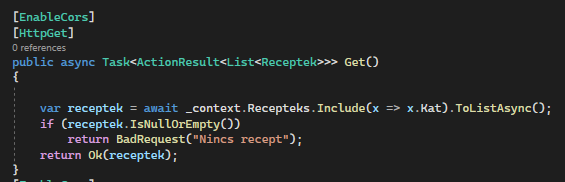 [EnableCors]
[HttpGet]
0 references
public async Task<ActionResult<List<Receptek>>> Get()
{
var receptek = await _context.Recepteks.Include(x => x.Kat).ToListAsync();
if (receptek.IsNullOrEmpty())
return BadRequest("Nincs recept");
return Ok(receptek);
}